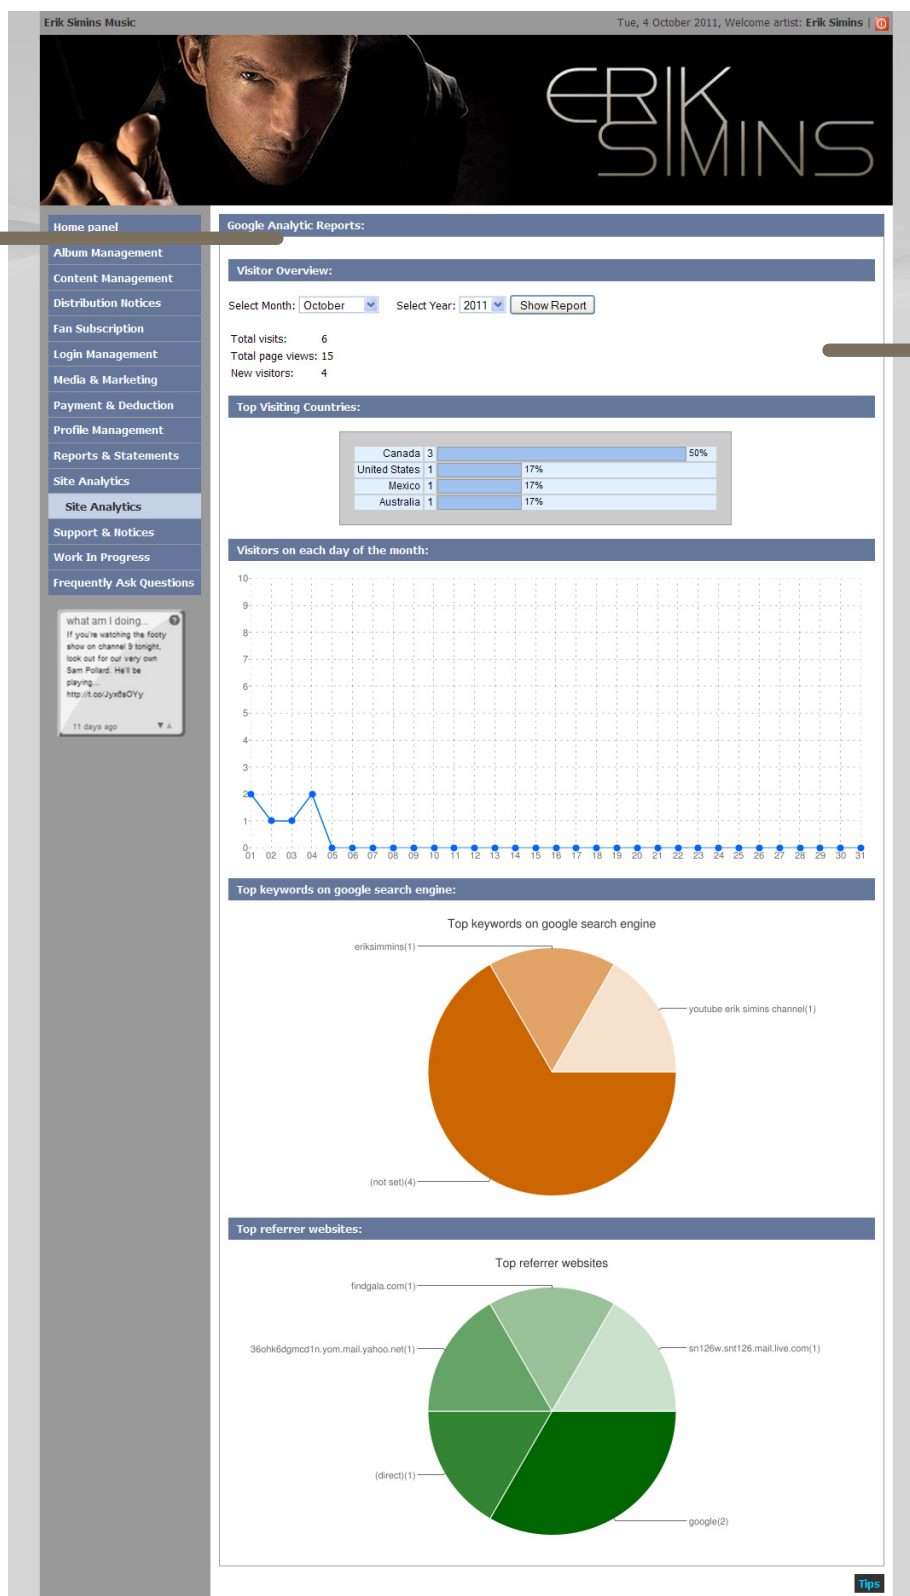 Erik Simins Music
Tue, 4 October 2011, Welcome artist: Erik Simins |
ERIK
SIMINS
Home panel
Album Management
Content Management
Distribution Notices
Fan Subscription
Login Management
Media & Marketing
Payment & Deduction
Profile Management
Reports & Statements
Site Analytics
Site Analytics
Support & Notices
Work In Progress
Frequently Ask Questions
what am I doing...
?
If you're watching the footy
show on channel 9 tonight,
look out for our very own
Sam Pollard. He'll be
playing...
http://t.co/Jyx6sOYy
11 days ago
Google Analytic Reports:
Visitor Overview:
Select Month: October Select Year: 2011 Show Report
Total visits: 6
Total page views: 15
New visitors: 4
Top Visiting Countries:
Canada 3 50%
United States 1 17%
Mexico 1 17%
Australia 1 17%
Visitors on each day of the month:
10
9
8
7
6
5
4
3
2
1
0
01 02 03 04 05 06 07 08 09 10 11 12 13 14 15 16 17 18 19 20 21 22 23 24 25 26 27 28 29 30 31
Top keywords on google search engine:
Top keywords on google search engine
eriksimmins(1)
youtube erik simins channel(1)
(not set)(4)
Top referrer websites:
Top referrer websites
findgala.com(1)
36ohk6dgmcd1n.yom.mail.yahoo.net(1)
sn126w.snt126.mail.live.com(1)
(direct)(1)
google(2)
Tips